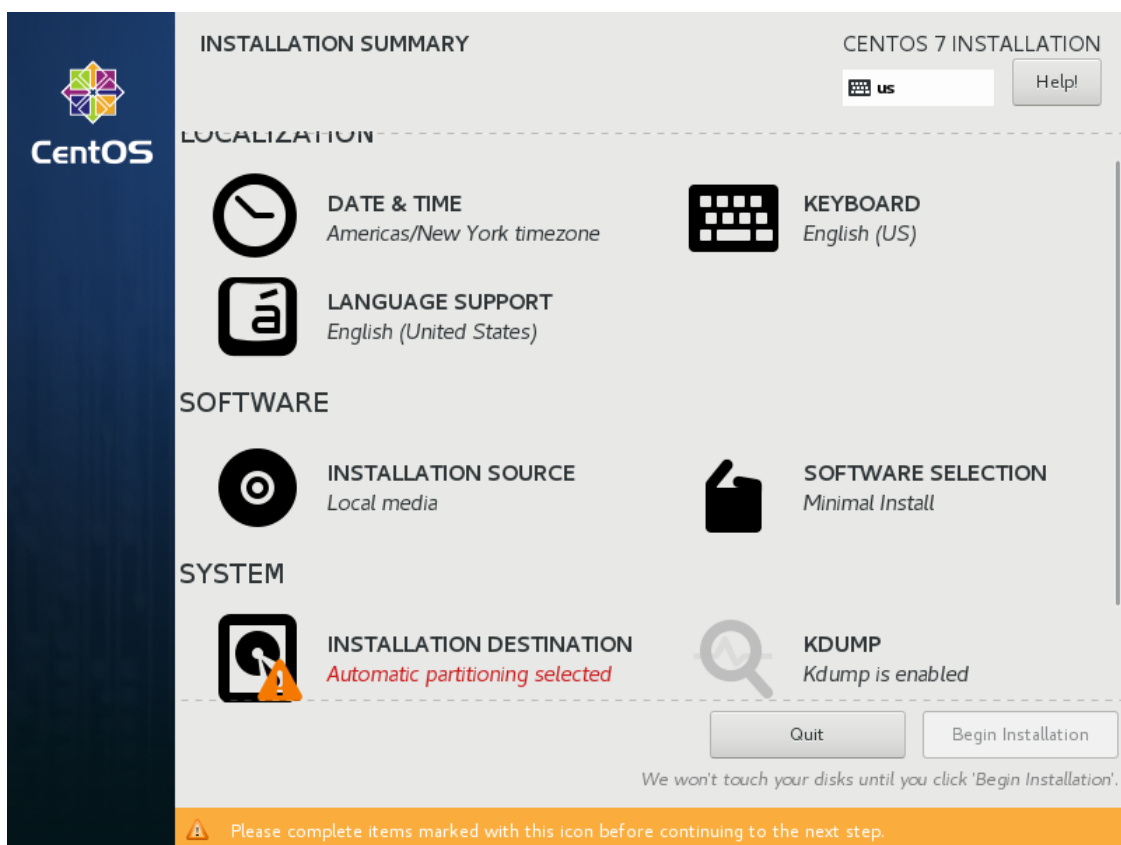 INSTALLATION SUMMARY
CENTOS 7 INSTALLATION
us
Help!
CentOS
LOCALIZATION
DATE & TIME
Americas/New York timezone
KEYBOARD
English (US)
á
LANGUAGE SUPPORT
English (United States)
SOFTWARE
INSTALLATION SOURCE
Local media
SOFTWARE SELECTION
Minimal Install
SYSTEM
INSTALLATION DESTINATION
Automatic partitioning selected
KDUMP
Kdump is enabled
Quit
Begin Installation
We won't touch your disks until you click 'Begin Installation'.
Please complete items marked with this icon before continuing to the next step.